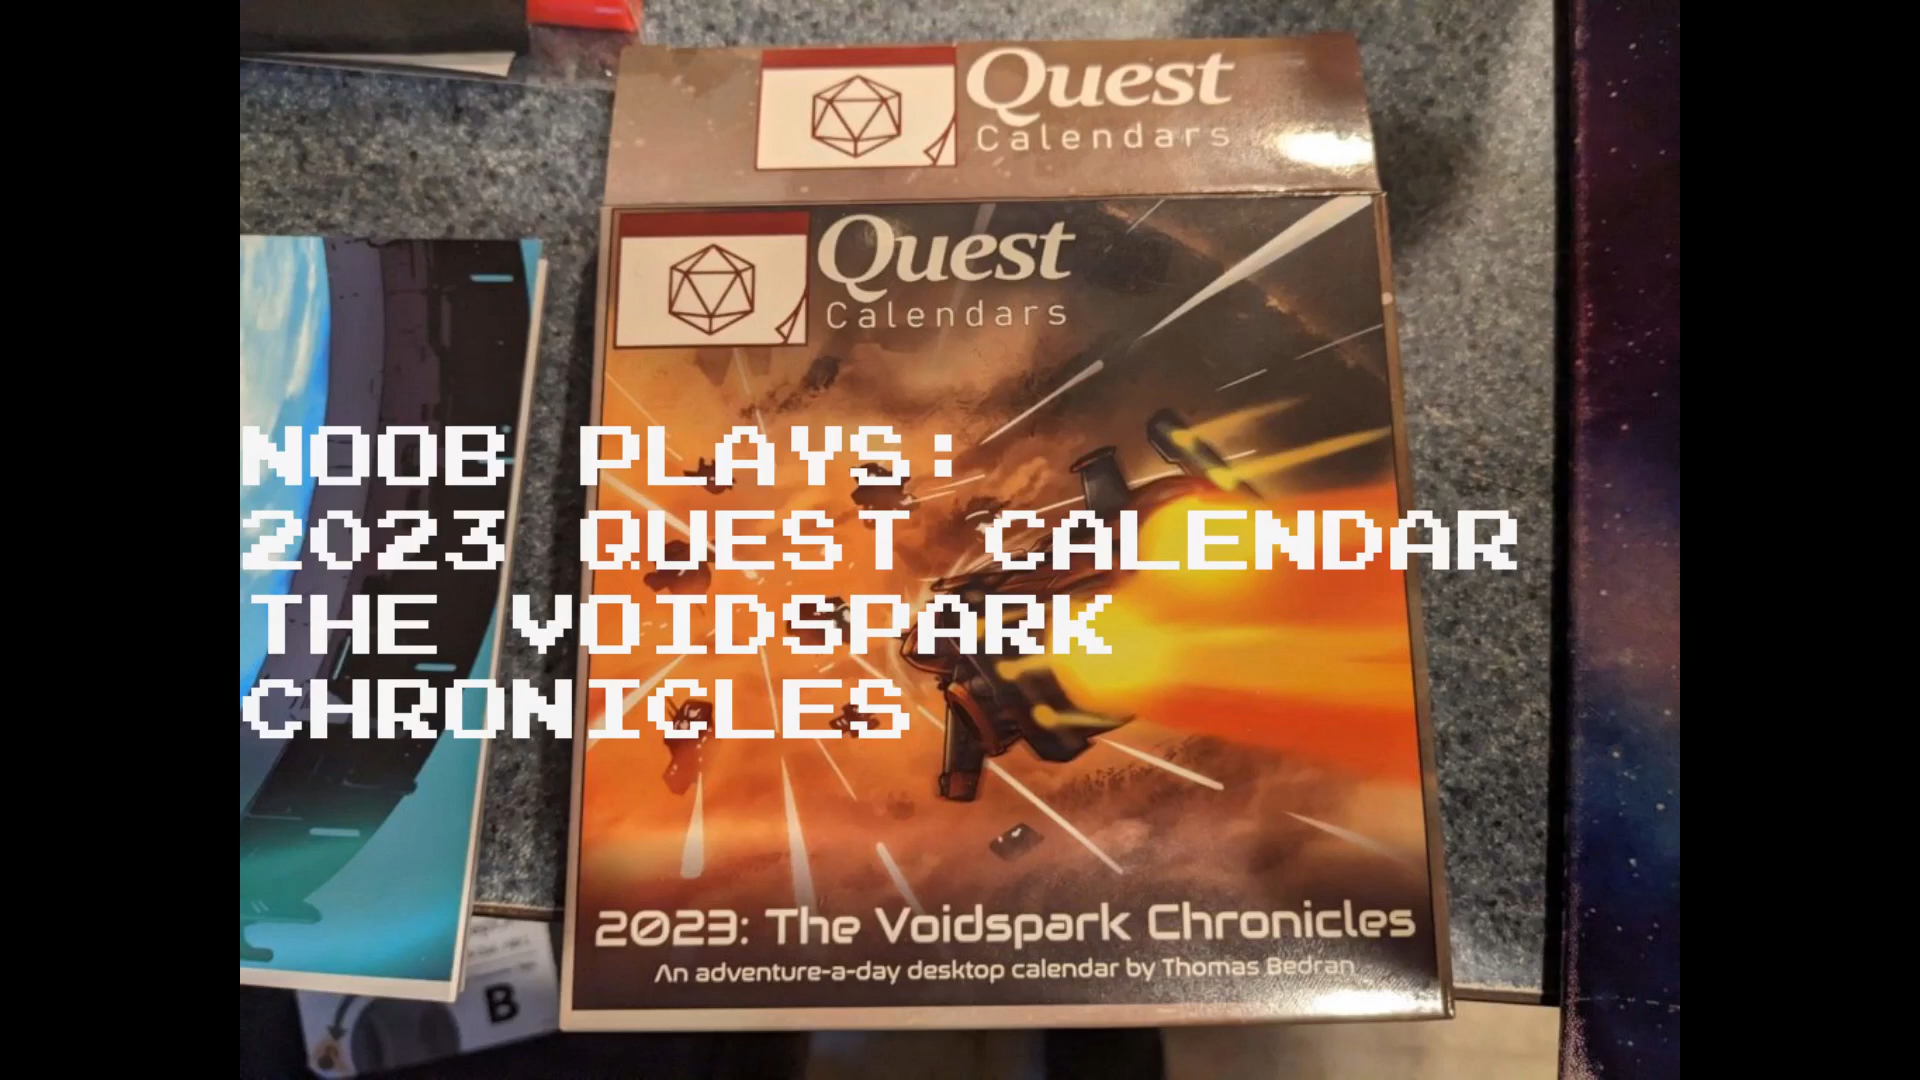 Quest
Calendars
Quest
Calendars
NOOB PLAYS:
2023 QUEST CALENDAR
THE VOIDSPARK
CHRONICLES
2023: The Voidspark Chronicles
An adventure-a-day desktop calendar by Thomas Bedran
B